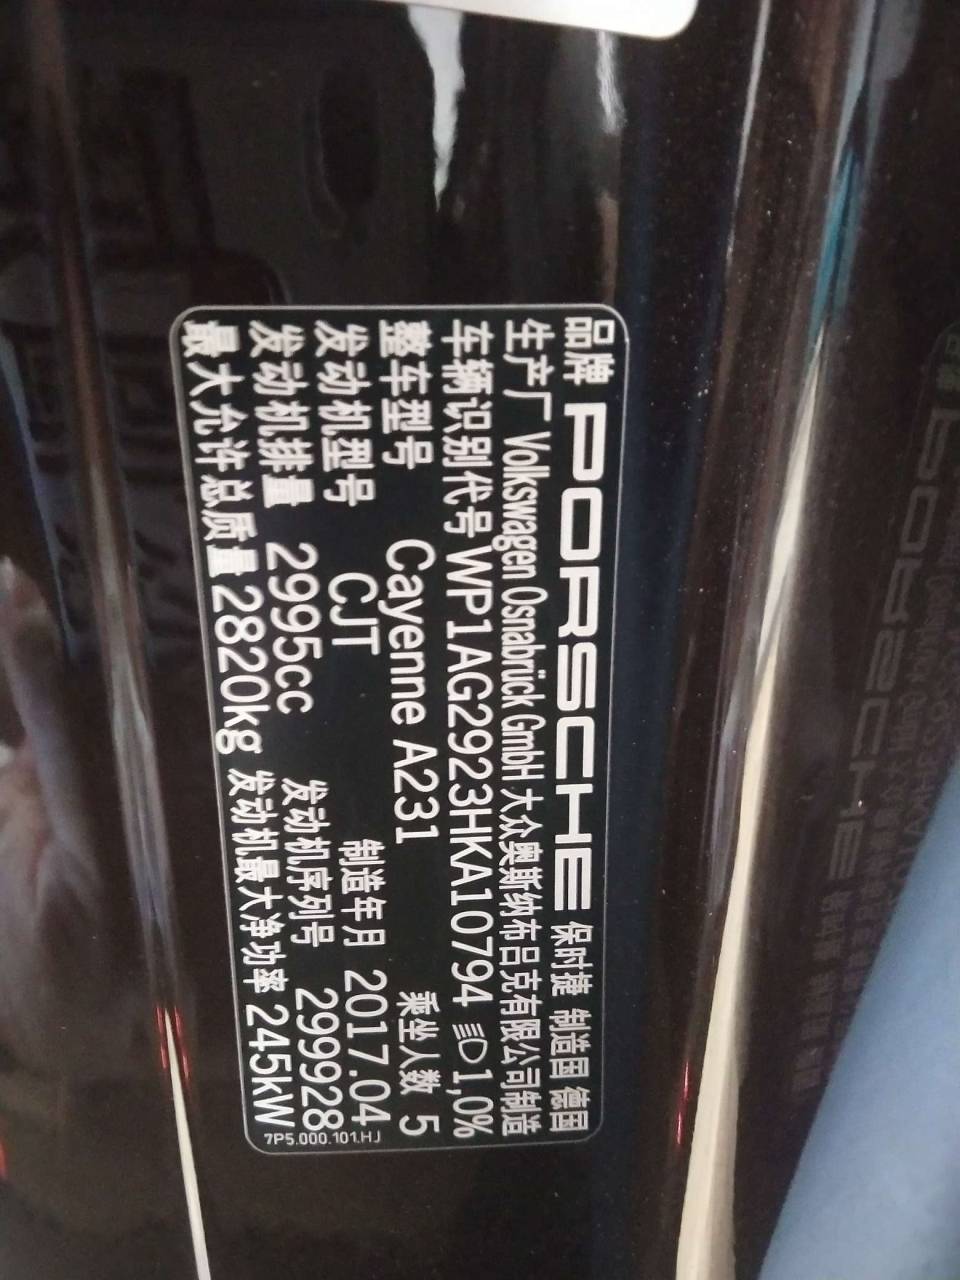 品牌 PORSCHE 保时捷 制造国 德国
生产厂 Volkswagen Osnabrück GmbH 大众奥斯纳布吕克有限公司制造
车辆识别代号 WP1AG2923HKA10794 1,0%
整车型号 Cayenne A231 乘坐人数 5
发动机型号 CJT 制造年月 2017.04
发动机排量 2995cc 发动机序列号 299928
最大允许总质量 2820kg 发动机最大净功率 245kW
7P5.000.101.HJ